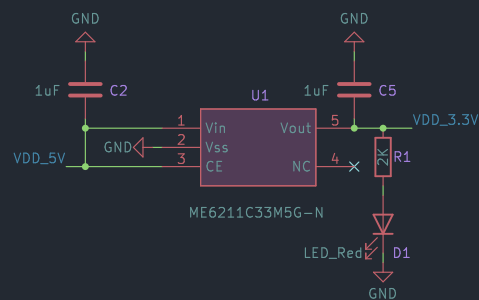 GND
GND
1uF
C2
1uF
C5
U1
1
Vin
Vout
5
VDD_3.3V
GND
2
Vss
2K
R1
VDD_5V
3
CE
NC
4
ME6211C33M5G-N
LED_Red
D1
GND